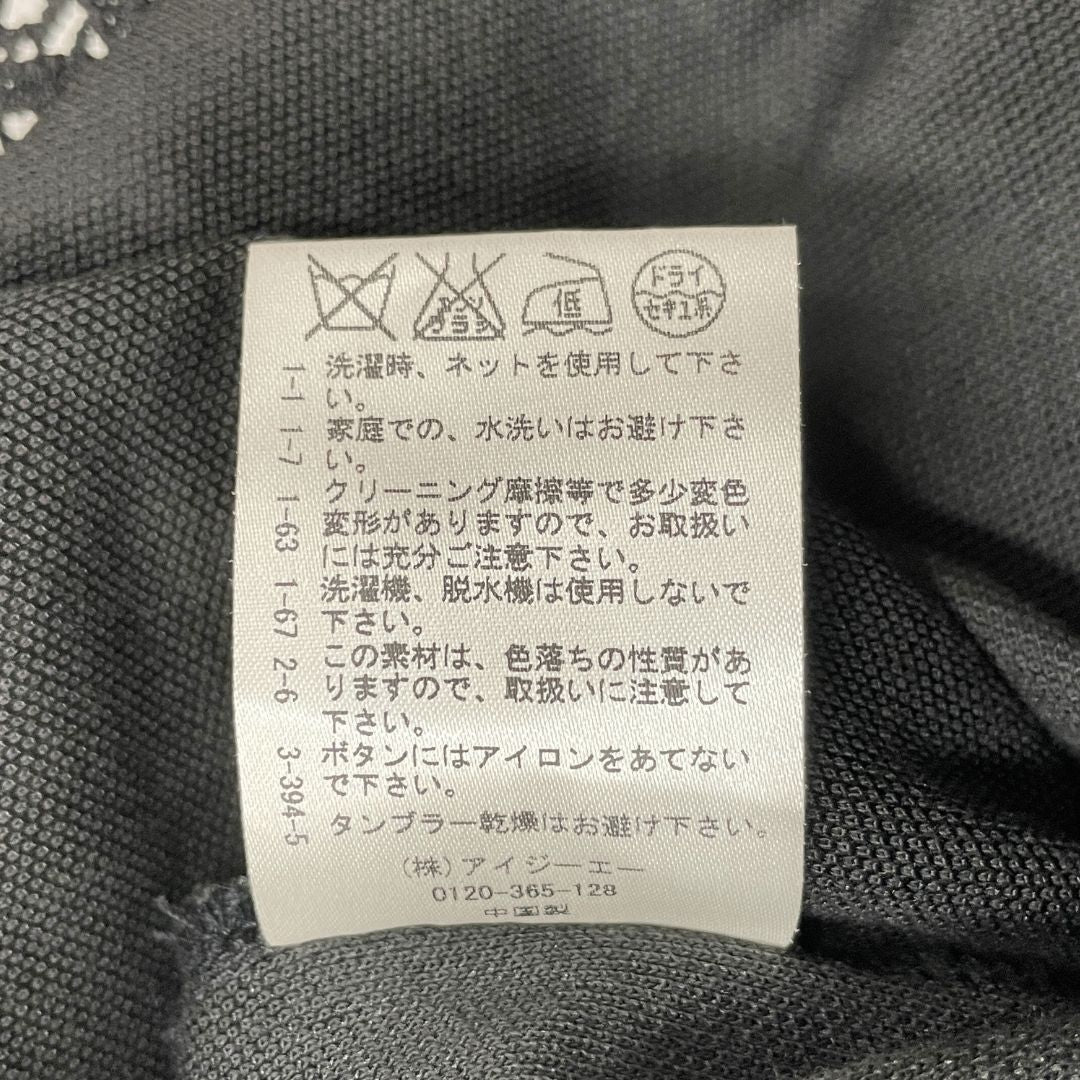 エンソ
サラシ
低
ドライ
セキユ系
洗濯時、ネットを使用して下さ
い。
家庭での、水洗いはお避け下さ
い。
クリーニング摩擦等で多少変色
変形がありますので、お取扱い
には充分ご注意下さい。
洗濯機、脱水機は使用しないで
下さい。
この素材は、色落ちの性質があ
りますので、取扱いに注意して
下さい。
ボタンにはアイロンをあてない
で下さい。
タンブラー乾燥はお避け下さい。
1-1 1-7 1-63 1-67 2-6 3-394-5
(株)アイジーエー
0120-365-128
中国製